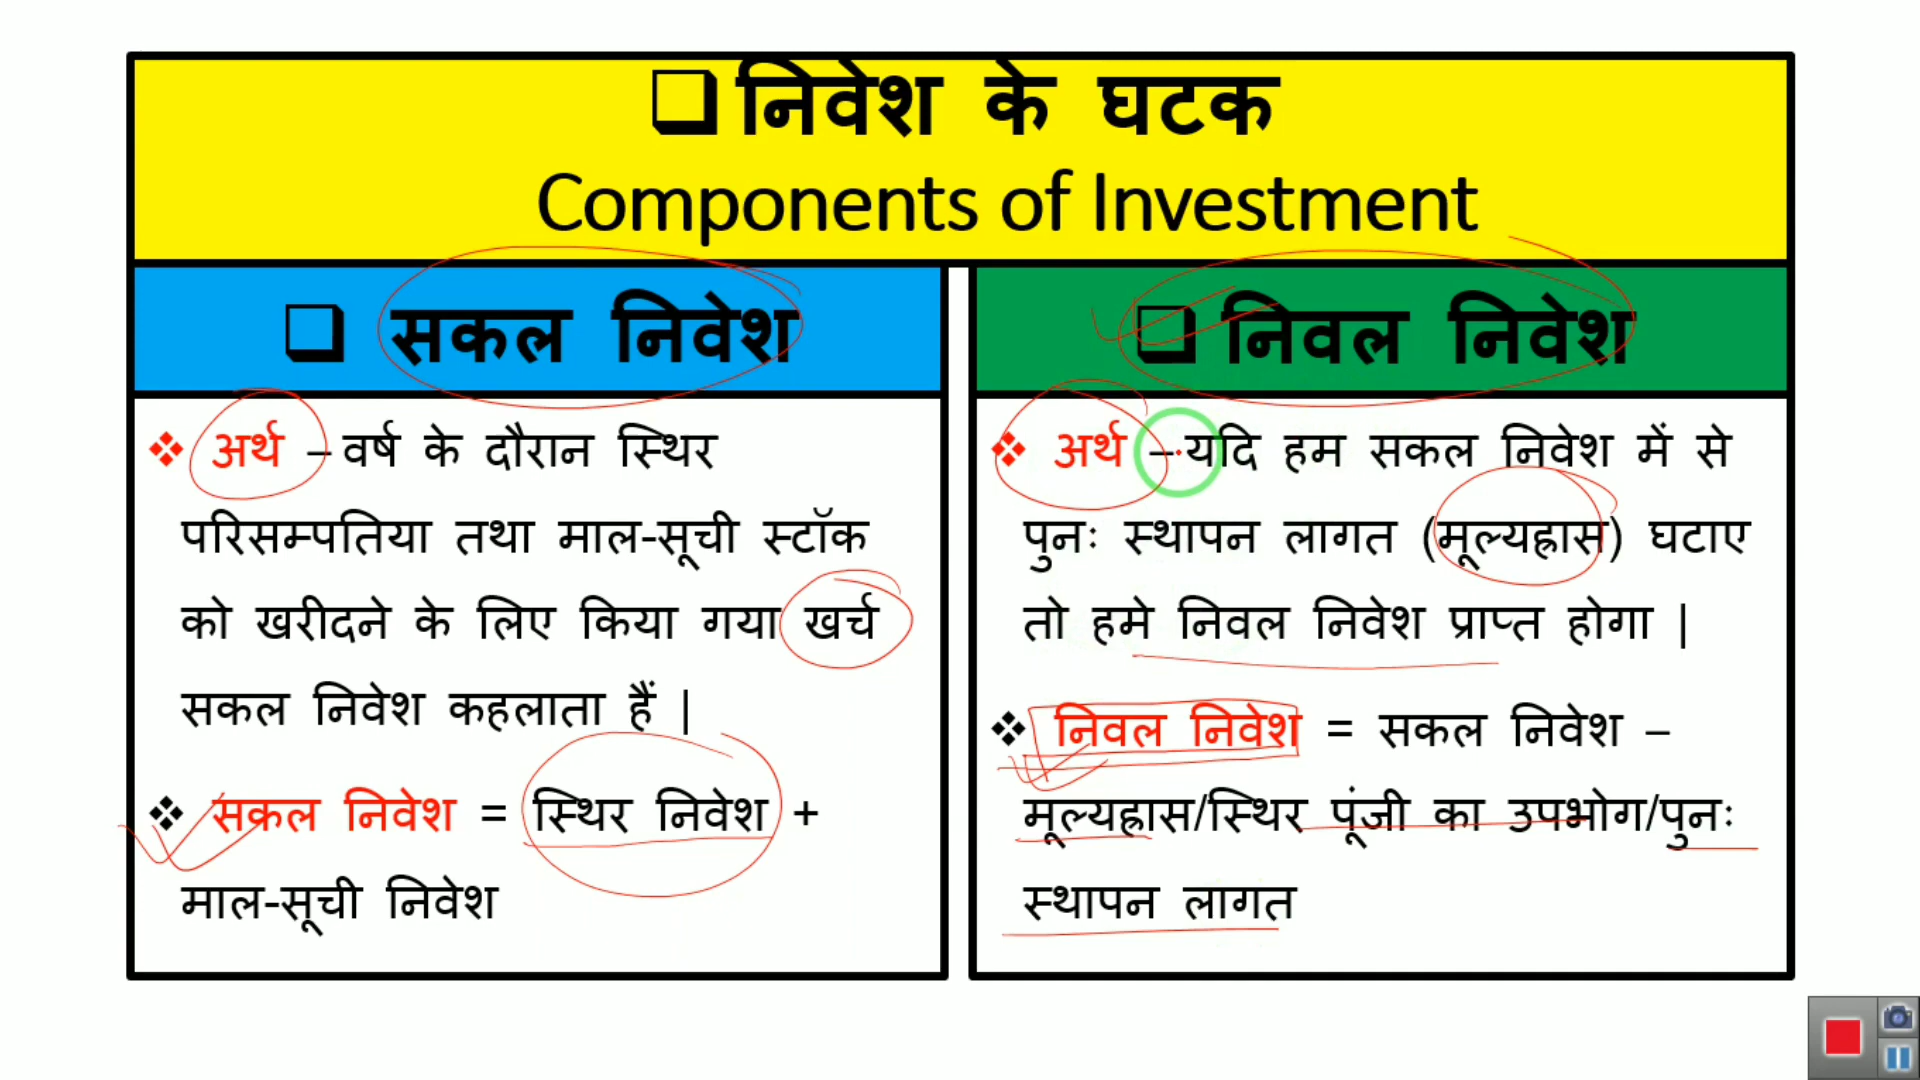 ❑ निवेश के घटक
Components of Investment
❑ सकल निवेश
❖ अर्थ – वर्ष के दौरान स्थिर
परिसम्पतिया तथा माल-सूची स्टॉक
को खरीदने के लिए किया गया खर्च
सकल निवेश कहलाता हैं |
❖ सकल निवेश = स्थिर निवेश +
माल-सूची निवेश
❑ निवल निवेश
❖ अर्थ – यदि हम सकल निवेश में से
पुनः स्थापन लागत (मूल्यह्रास) घटाए
तो हमे निवल निवेश प्राप्त होगा |
❖ निवल निवेश = सकल निवेश –
मूल्यह्रास/स्थिर पूंजी का उपभोग/पुनः
स्थापन लागत